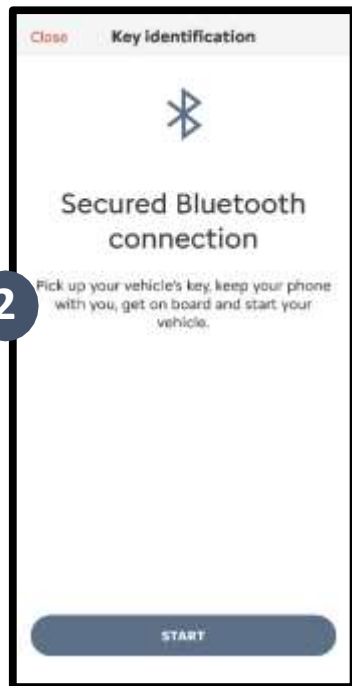 Close Key identification
Secured Bluetooth
connection
2
Pick up your vehicle's key, keep your phone
with you, get on board and start your
vehicle.
START